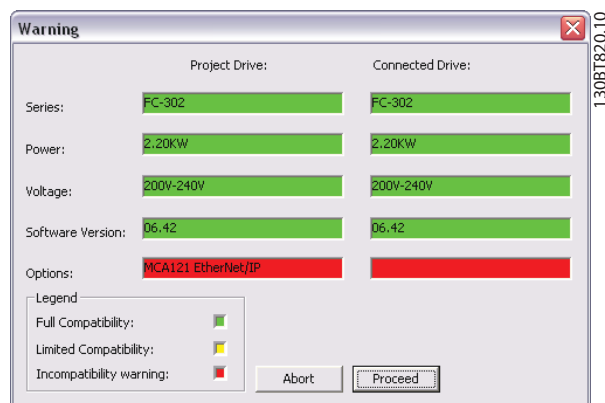 Warning
Project Drive: Connected Drive:
Series: FC-302 FC-302
Power: 2.20KW 2.20KW
Voltage: 200V-240V 200V-240V
Software Version: 06.42 06.42
Options: MCA121 EtherNet/IP
Legend
Full Compatibility:
Limited Compatibility:
Incompatibility warning:
Abort Proceed
130BT820.10